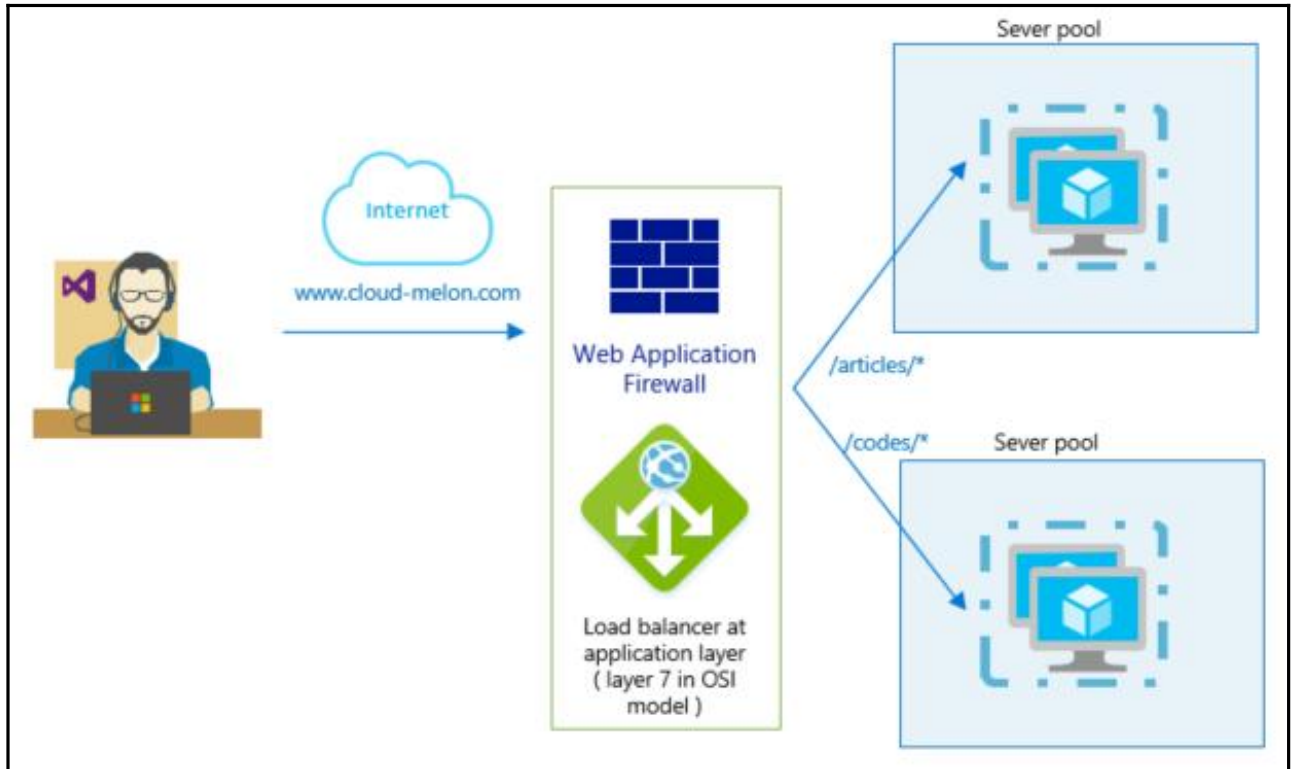 Sever pool
Internet
www.cloud-melon.com
Web Application
Firewall
/articles/*
/codes/*
Sever pool
Load balancer at
application layer
( layer 7 in OSI
model )